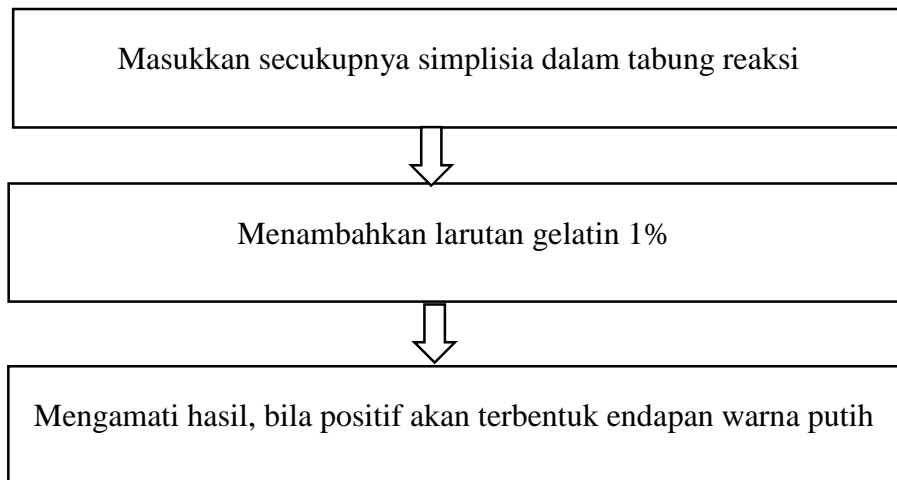 Masukkan secukupnya simplisia dalam tabung reaksi
Menambahkan larutan gelatin 1%
Mengamati hasil, bila positif akan terbentuk endapan warna putih